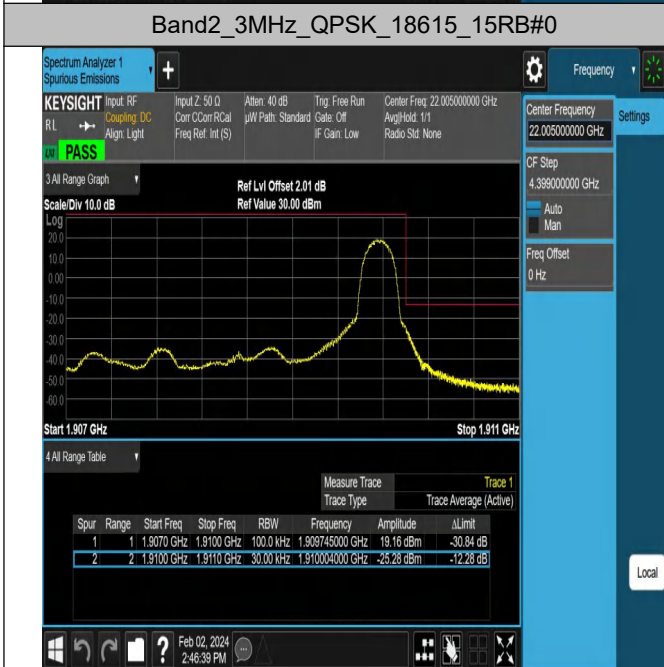 Band2_3MHz_QPSK_18615_15RB#0
Spectrum Analyzer 1
Spurious Emissions
Frequency
KEYSIGHT
Input: RF
Coupling: DC
Align: Light
Input Z: 50 Ω
Corr CCorr RCal
Freq Ref: Int (S)
Atten: 40 dB
µW Path: Standard
Trig: Free Run
Gate: Off
IF Gain: Low
Center Freq: 22.005000000 GHz
Avg|Hold: 1/1
Radio Std: None
RL
PASS
Center Frequency
22.005000000 GHz
Settings
CF Step
4.399000000 GHz
Auto
Man
Freq Offset
0 Hz
3 All Range Graph
Ref Lvl Offset 2.01 dB
Scale/Div 10.0 dB
Ref Value 30.00 dBm
Log
20.0
10.0
0.00
-10.0
-20.0
-30.0
-40.0
-50.0
-60.0
Start 1.907 GHz
Stop 1.911 GHz
4 All Range Table
Measure Trace Trace 1
Trace Type Trace Average (Active)
Spur Range Start Freq Stop Freq RBW Frequency Amplitude ΔLimit
1 1 1.9070 GHz 1.9100 GHz 100.0 kHz 1.909745000 GHz 19.16 dBm -30.84 dB
2 2 1.9100 GHz 1.9110 GHz 30.00 kHz 1.910004000 GHz -25.28 dBm -12.28 dB
Local
?
Feb 02, 2024
2:46:39 PM